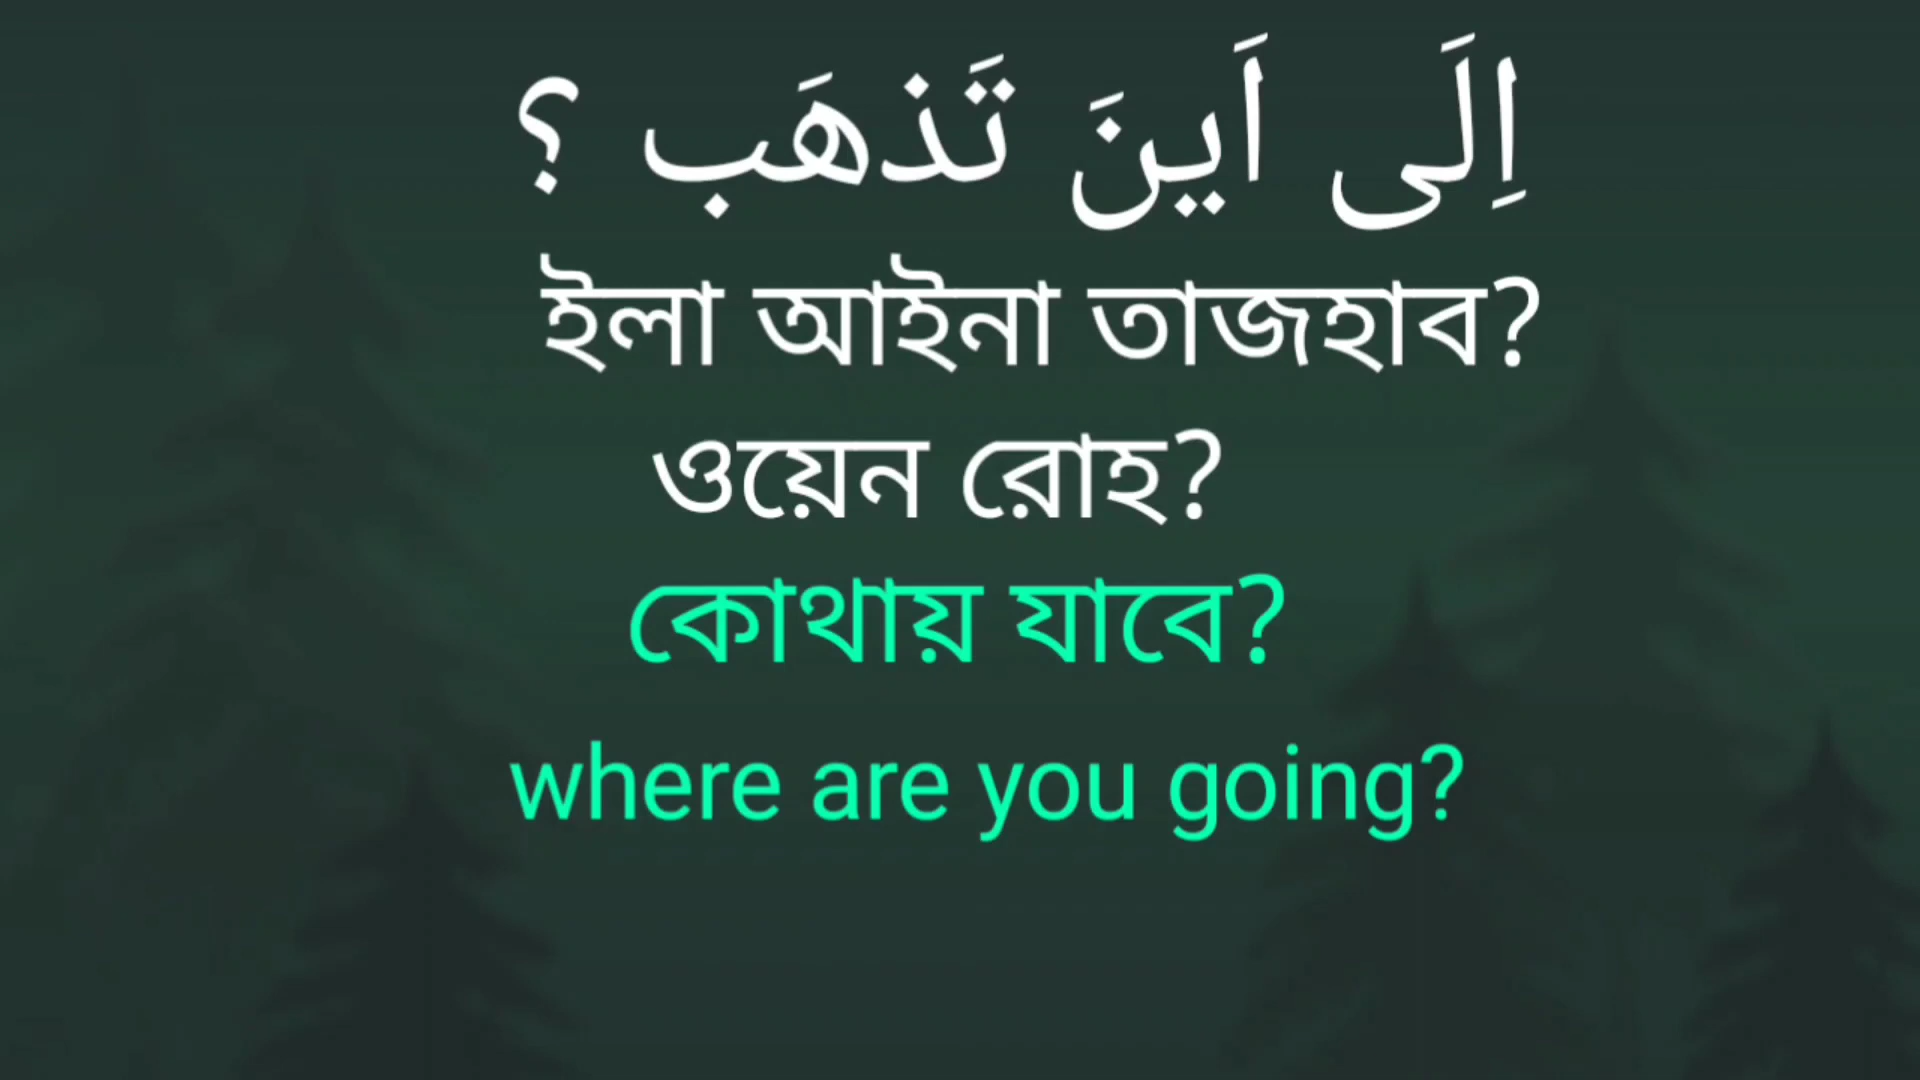 اِلَى اَينَ تَذهَب ؟
ইলা আইনা তাজহাব?
ওয়েন রোহ?
কোথায় যাবে?
where are you going?